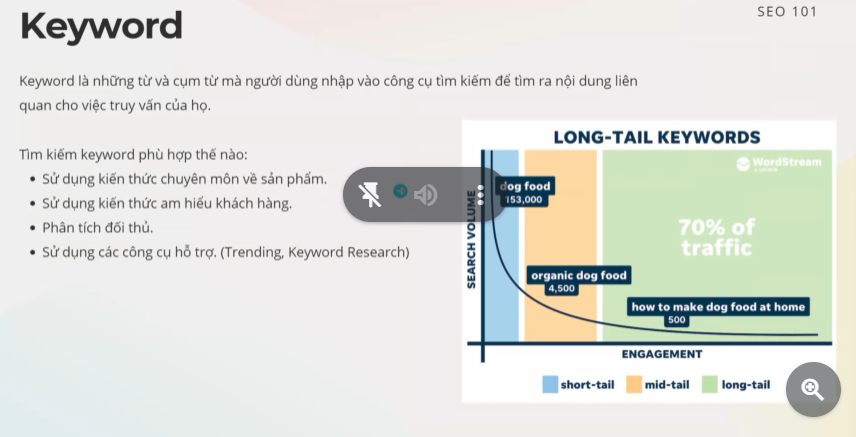 Keyword
SEO 101
Keyword là những từ và cụm từ mà người dùng nhập vào công cụ tìm kiếm để tìm ra nội dung liên
quan cho việc truy vấn của họ.
Tìm kiếm keyword phù hợp thế nào:
• Sử dụng kiến thức chuyên môn về sản phẩm.
• Sử dụng kiến thức am hiểu khách hàng.
• Phân tích đối thủ.
• Sử dụng các công cụ hỗ trợ. (Trending, Keyword Research)
LONG-TAIL KEYWORDS
WordStream
SEARCH VOLUME
dog food
153,000
70% of
traffic
organic dog food
4,500
how to make dog food at home
500
ENGAGEMENT
short-tail
mid-tail
long-tail